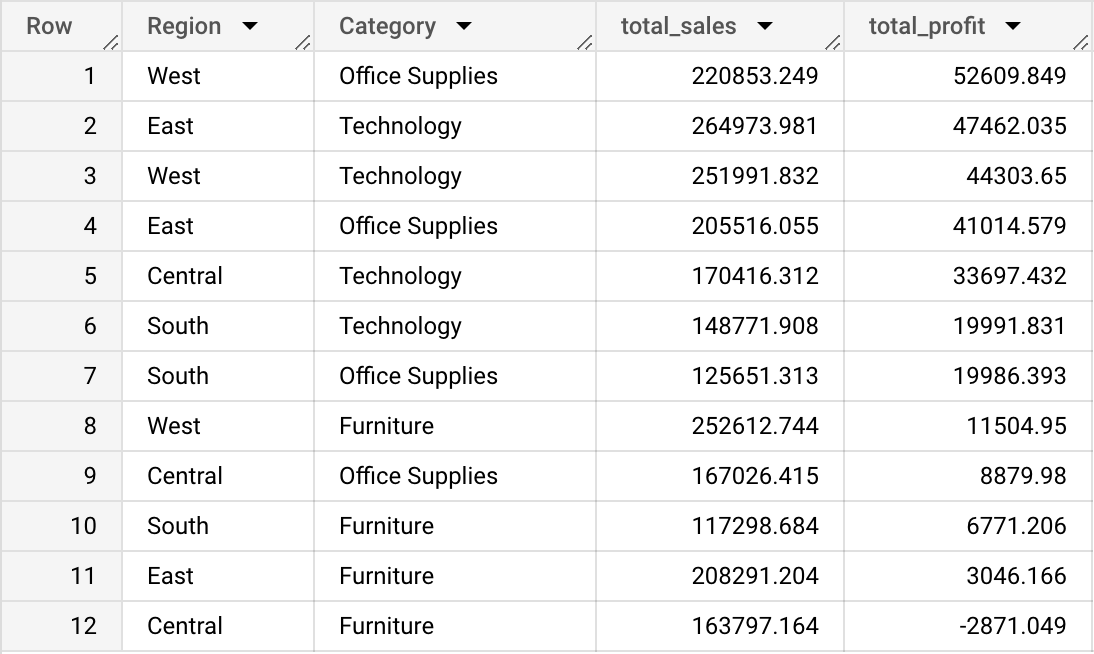 Row Region Category total_sales total_profit
1 West Office Supplies 220853.249 52609.849
2 East Technology 264973.981 47462.035
3 West Technology 251991.832 44303.65
4 East Office Supplies 205516.055 41014.579
5 Central Technology 170416.312 33697.432
6 South Technology 148771.908 19991.831
7 South Office Supplies 125651.313 19986.393
8 West Furniture 252612.744 11504.95
9 Central Office Supplies 167026.415 8879.98
10 South Furniture 117298.684 6771.206
11 East Furniture 208291.204 3046.166
12 Central Furniture 163797.164 -2871.049